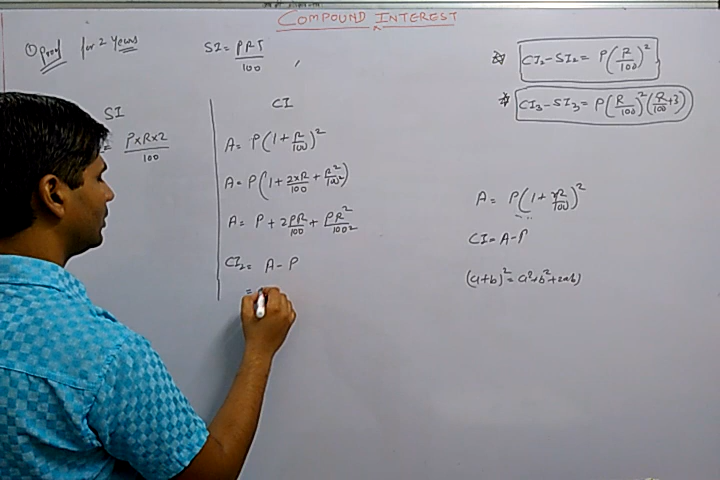 COMPOUND INTEREST
① Proof for 2 Years
SI = PRT/100 ,
SI
= P×R×2/100
CI
A = P(1+R/100)²
A = P(1+2×R/100+R²/100²)
A = P + 2PR/100 + PR²/100²
CI₂ = A - P
=
CI₂ - SI₂ = P(R/100)²
CI₃ - SI₃ = P(R/100)²(R/100+3)
A = P(1+R/100)²
CI = A - P
(a+b)² = a²+b²+2ab)